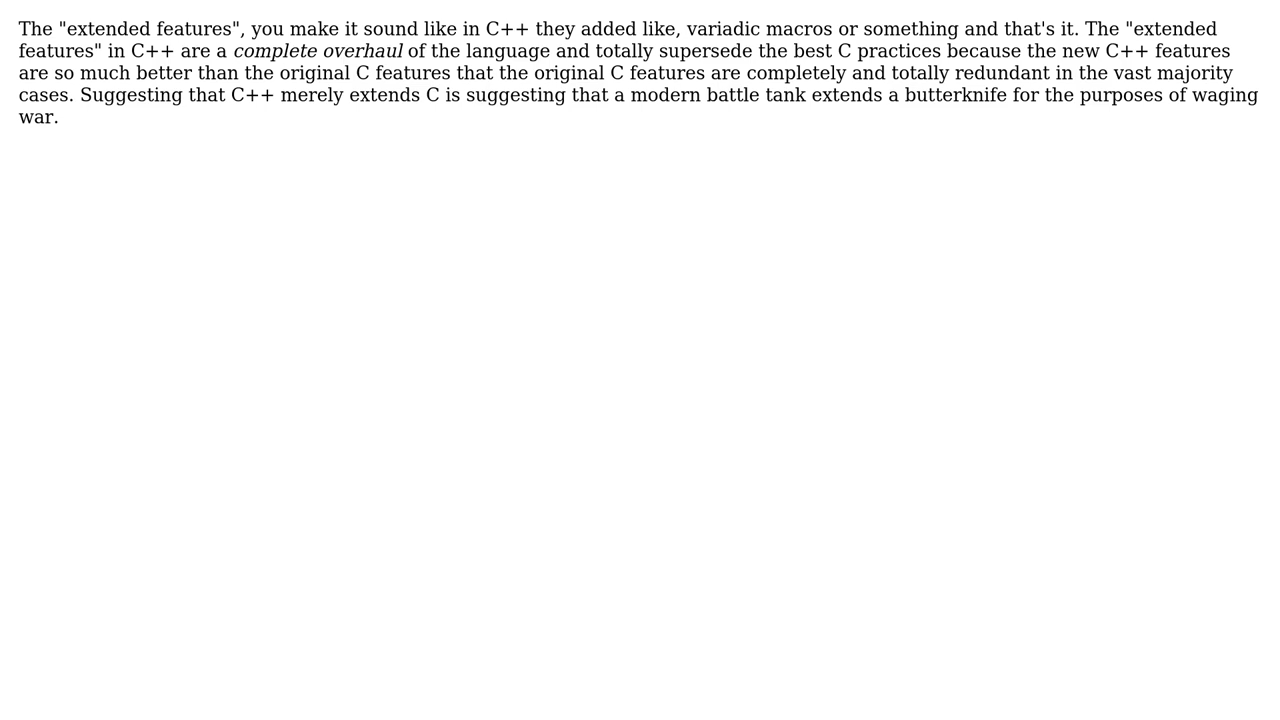 The "extended features", you make it sound like in C++ they added like, variadic macros or something and that's it. The "extended
features" in C++ are a complete overhaul of the language and totally supersede the best C practices because the new C++ features
are so much better than the original C features that the original C features are completely and totally redundant in the vast majority
cases. Suggesting that C++ merely extends C is suggesting that a modern battle tank extends a butterknife for the purposes of waging
war.